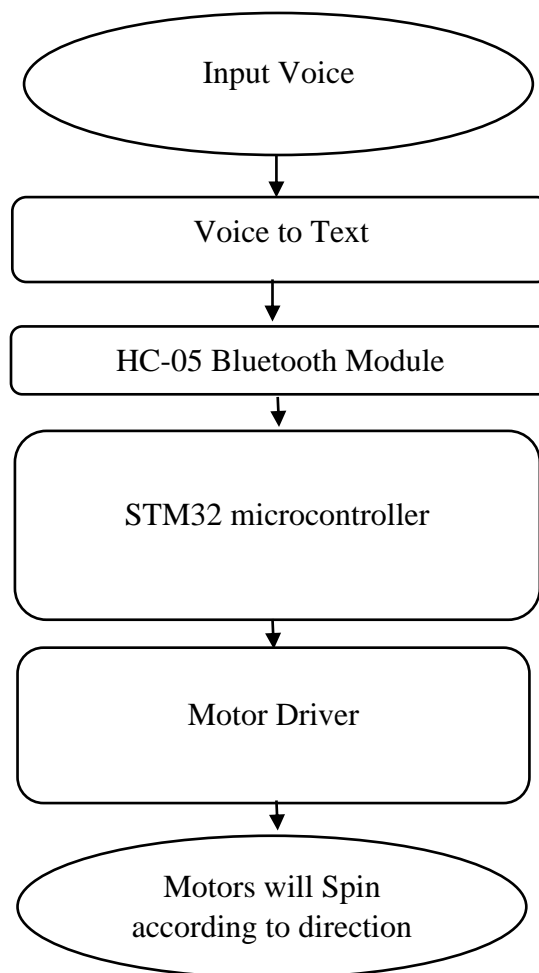 Input Voice
Voice to Text
HC-05 Bluetooth Module
STM32 microcontroller
Motor Driver
Motors will Spin
according to direction